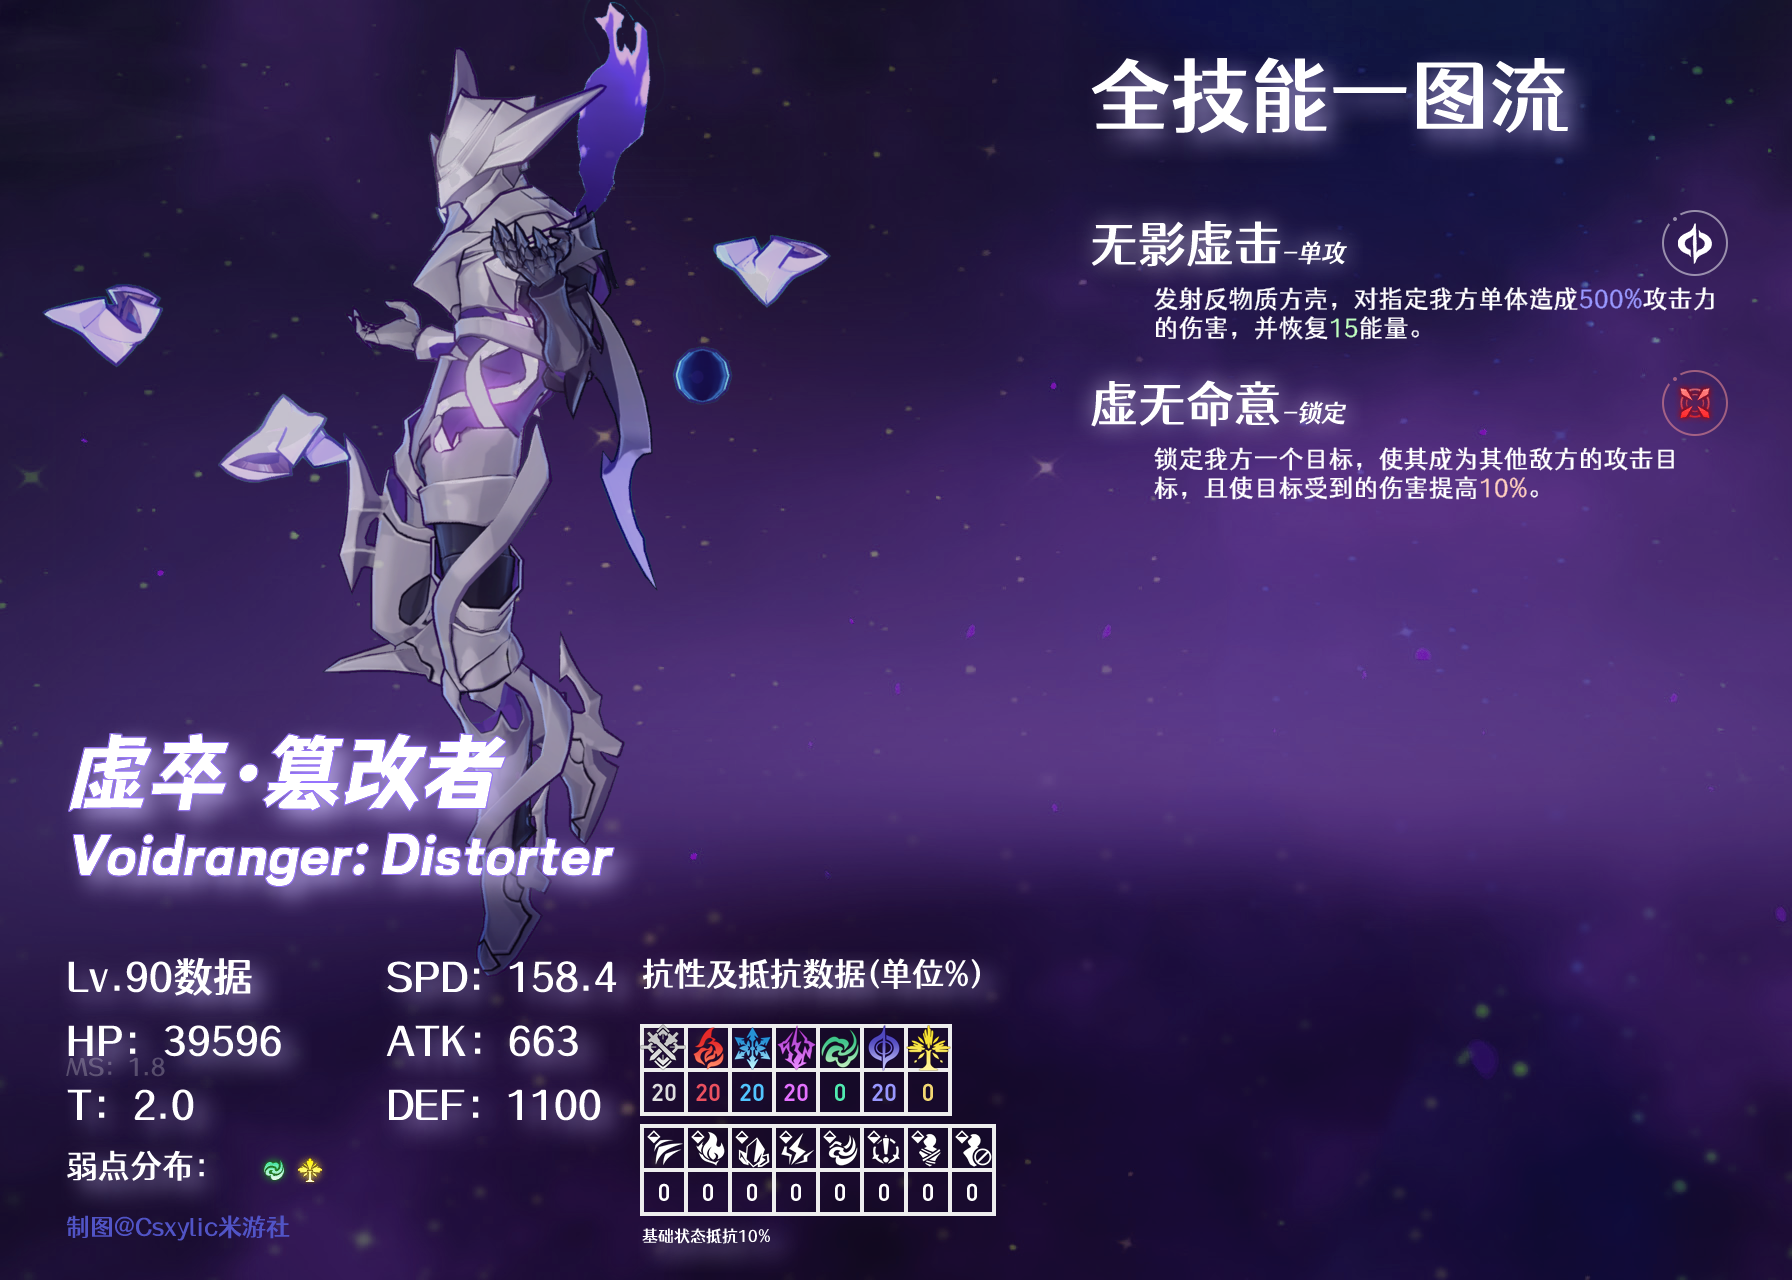 全技能一图流
无影虚击-单攻
发射反物质方壳，对指定我方单体造成500%攻击力
的伤害，并恢复15能量。
虚无命意-锁定
锁定我方一个目标，使其成为其他敌方的攻击目
标，且使目标受到的伤害提高10%。
虚卒·篡改者
Voidranger: Distorter
Lv.90数据
SPD：158.4
HP：39596
ATK：663
MS：1.8
T：2.0
DEF：1100
弱点分布：
制图@Csxylic米游社
抗性及抵抗数据(单位%)
20 20 20 20 0 20 0
0 0 0 0 0 0 0 0
基础状态抵抗10%